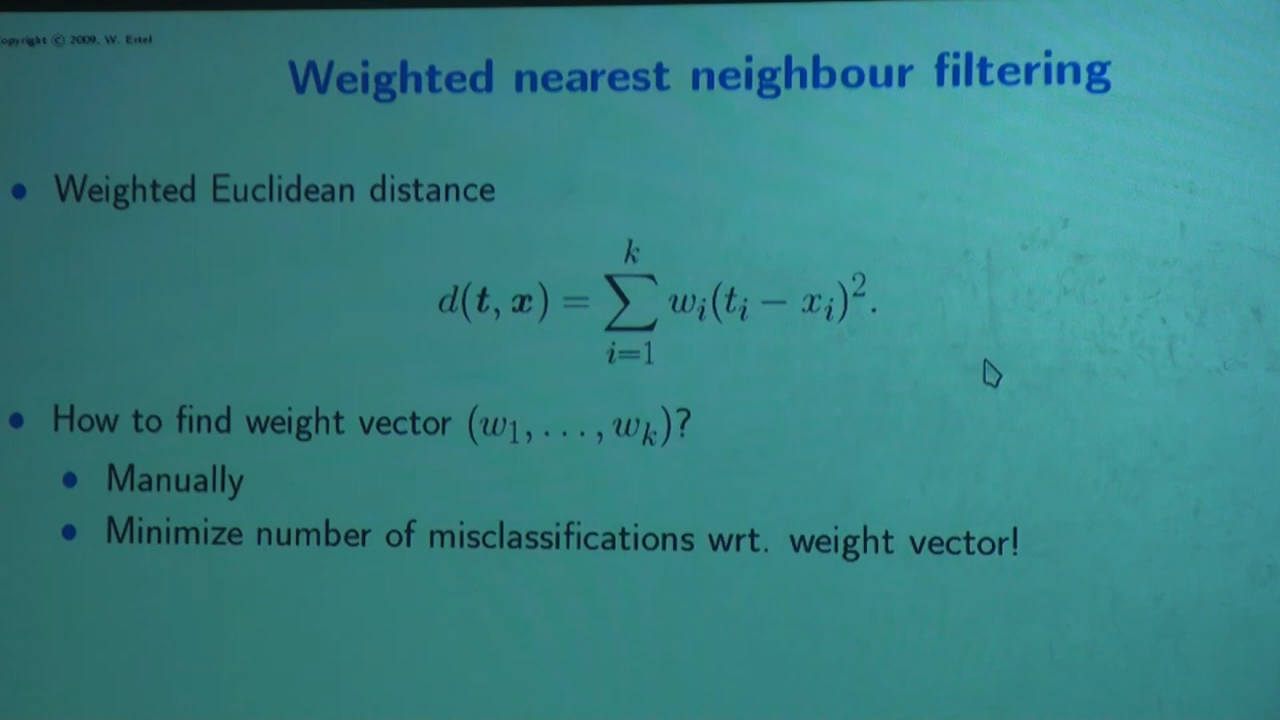 opyright © 2009, W. Ertel
Weighted nearest neighbour filtering
• Weighted Euclidean distance
d(t, x) = ∑_{i=1}^{k} w_i(t_i − x_i)^2.
• How to find weight vector (w_1, . . . , w_k)?
• Manually
• Minimize number of misclassifications wrt. weight vector!